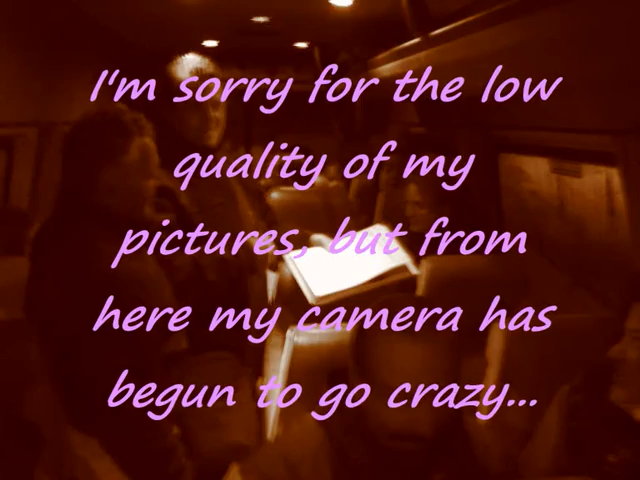 I'm sorry for the low
quality of my
pictures, but from
here my camera has
begun to go crazy...